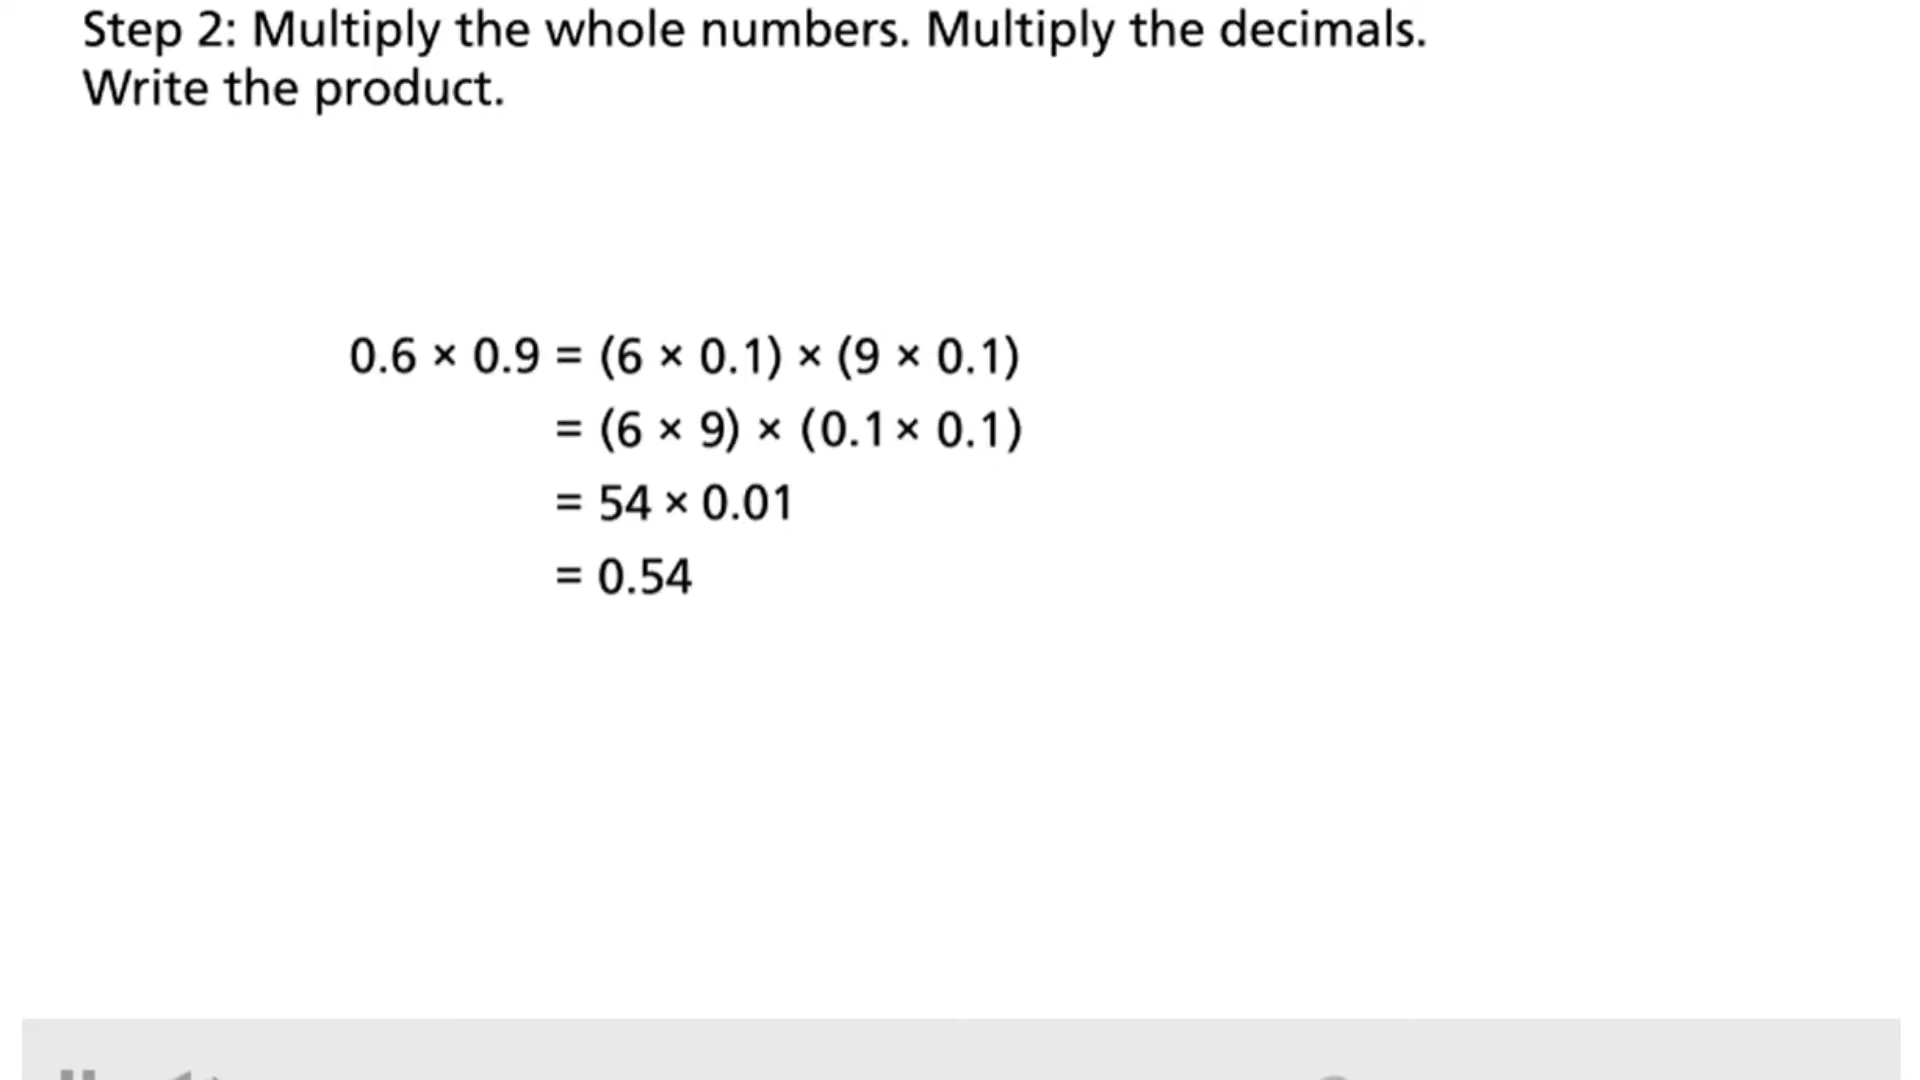 Step 2: Multiply the whole numbers. Multiply the decimals.
Write the product.
0.6 × 0.9 = (6 × 0.1) × (9 × 0.1)
= (6 × 9) × (0.1 × 0.1)
= 54 × 0.01
= 0.54